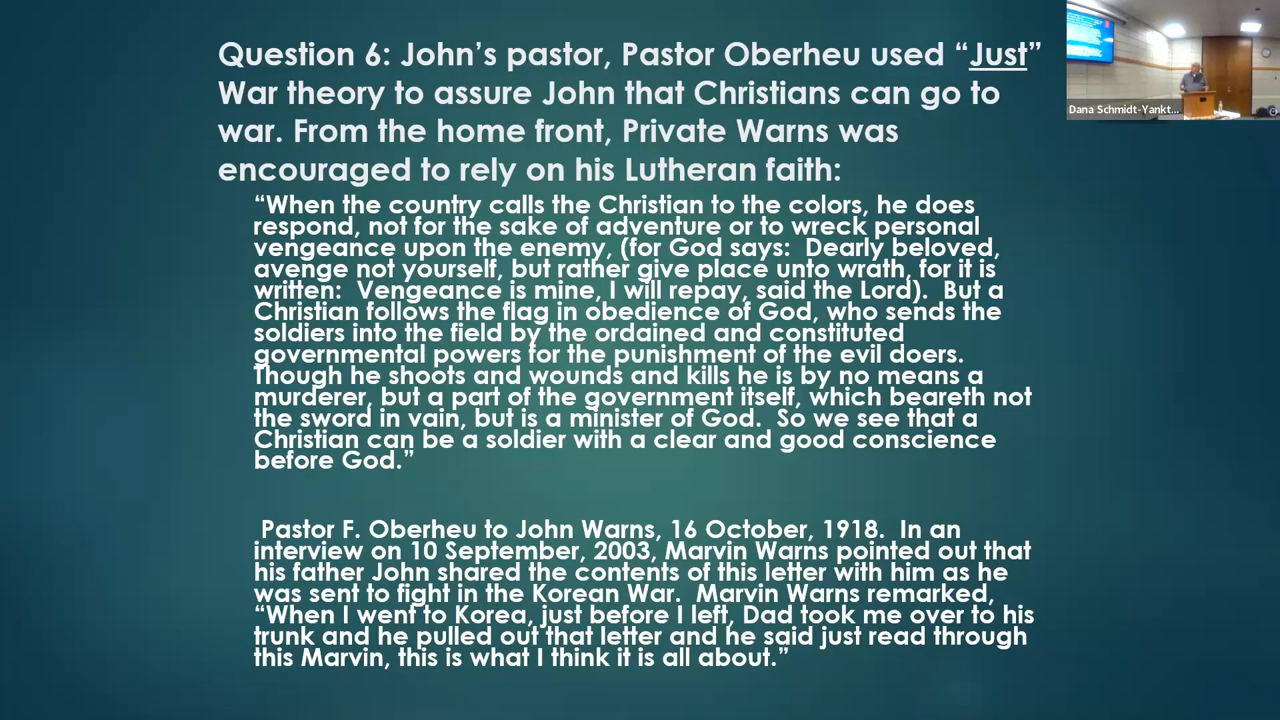 Question 6: John’s pastor, Pastor Oberheu used “Just”
War theory to assure John that Christians can go to
war. From the home front, Private Warns was
encouraged to rely on his Lutheran faith:
“When the country calls the Christian to the colors, he does
respond, not for the sake of adventure or to wreck personal
vengeance upon the enemy, (for God says:  Dearly beloved,
avenge not yourself, but rather give place unto wrath, for it is
written:  Vengeance is mine, I will repay, said the Lord).  But a
Christian follows the flag in obedience of God, who sends the
soldiers into the field by the ordained and constituted
governmental powers for the punishment of the evil doers.
Though he shoots and wounds and kills he is by no means a
murderer, but a part of the government itself, which beareth not
the sword in vain, but is a minister of God.  So we see that a
Christian can be a soldier with a clear and good conscience
before God.”
Pastor F. Oberheu to John Warns, 16 October, 1918.  In an
interview on 10 September, 2003, Marvin Warns pointed out that
his father John shared the contents of this letter with him as he
was sent to fight in the Korean War.  Marvin Warns remarked,
“When I went to Korea, just before I left, Dad took me over to his
trunk and he pulled out that letter and he said just read through
this Marvin, this is what I think it is all about.”
Dana Schmidt-Yankt...